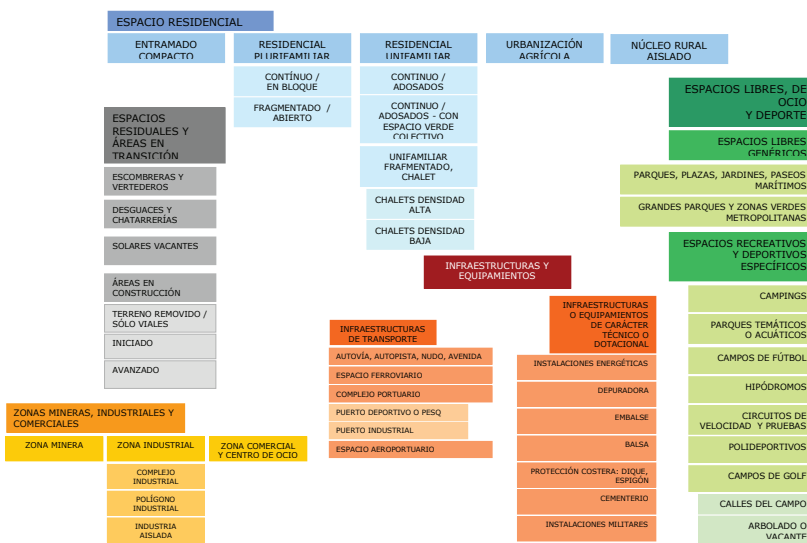 ESPACIO RESIDENCIAL
ENTRAMADO
COMPACTO
RESIDENCIAL
PLURIFAMILIAR
RESIDENCIAL
UNIFAMILIAR
URBANIZACIÓN
AGRÍCOLA
NÚCLEO RURAL
AISLADO
CONTÍNUO /
EN BLOQUE
FRAGMENTADO /
ABIERTO
CONTINUO /
ADOSADOS
CONTINUO /
ADOSADOS - CON
ESPACIO VERDE
COLECTIVO
UNIFAMILIAR
FRAFMENTADO,
CHALET
CHALETS DENSIDAD
ALTA
CHALETS DENSIDAD
BAJA
ESPACIOS
RESIDUALES Y
ÁREAS EN
TRANSICIÓN
ESCOMBRERAS Y
VERTEDEROS
DESGUACES Y
CHATARRERÍAS
SOLARES VACANTES
ÁREAS EN
CONSTRUCCIÓN
TERRENO REMOVIDO /
SÓLO VIALES
INICIADO
AVANZADO
ESPACIOS LIBRES, DE
OCIO
Y DEPORTE
ESPACIOS LIBRES
GENÉRICOS
PARQUES, PLAZAS, JARDINES, PASEOS
MARÍTIMOS
GRANDES PARQUES Y ZONAS VERDES
METROPOLITANAS
ESPACIOS RECREATIVOS
Y DEPORTIVOS
ESPECÍFICOS
CAMPINGS
PARQUES TEMÁTICOS
O ACUÁTICOS
CAMPOS DE FÚTBOL
HIPÓDROMOS
CIRCUITOS DE
VELOCIDAD Y PRUEBAS
POLIDEPORTIVOS
CAMPOS DE GOLF
CALLES DEL CAMPO
ARBOLADO O
VACANTE
INFRAESTRUCTURAS Y
EQUIPAMIENTOS
INFRAESTRUCTURAS
DE TRANSPORTE
AUTOVÍA, AUTOPISTA, NUDO, AVENIDA
ESPACIO FERROVIARIO
COMPLEJO PORTUARIO
PUERTO DEPORTIVO O PESQ
PUERTO INDUSTRIAL
ESPACIO AEROPORTUARIO
INFRAESTRUCTURAS
O EQUIPAMIENTOS
DE CARÁCTER
TÉCNICO O
DOTACIONAL
INSTALACIONES ENERGÉTICAS
DEPURADORA
EMBALSE
BALSA
PROTECCIÓN COSTERA: DIQUE,
ESPIGÓN
CEMENTERIO
INSTALACIONES MILITARES
ZONAS MINERAS, INDUSTRIALES Y
COMERCIALES
ZONA MINERA
ZONA INDUSTRIAL
ZONA COMERCIAL
Y CENTRO DE OCIO
COMPLEJO
INDUSTRIAL
POLÍGONO
INDUSTRIAL
INDUSTRIA
AISLADA